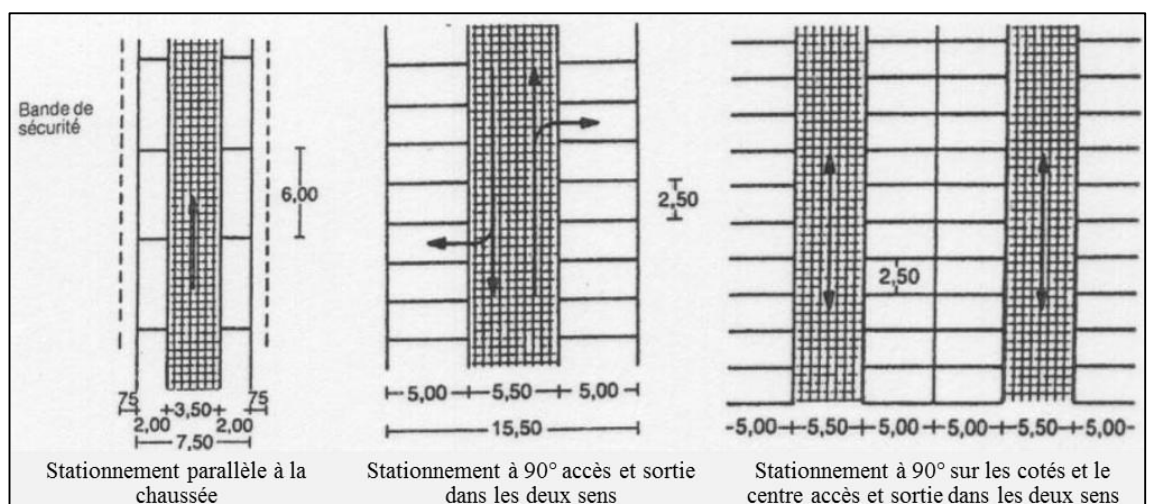 Bande de
sécurité
6,00
75 3,50 75
2,00 2,00
7,50
2,50
5,00 5,50 5,00
15,50
2,50
5,00 5,50 5,00 5,00 5,50 5,00
Stationnement parallèle à la
chaussée
Stationnement à 90° accès et sortie
dans les deux sens
Stationnement à 90° sur les cotés et le
centre accès et sortie dans les deux sens